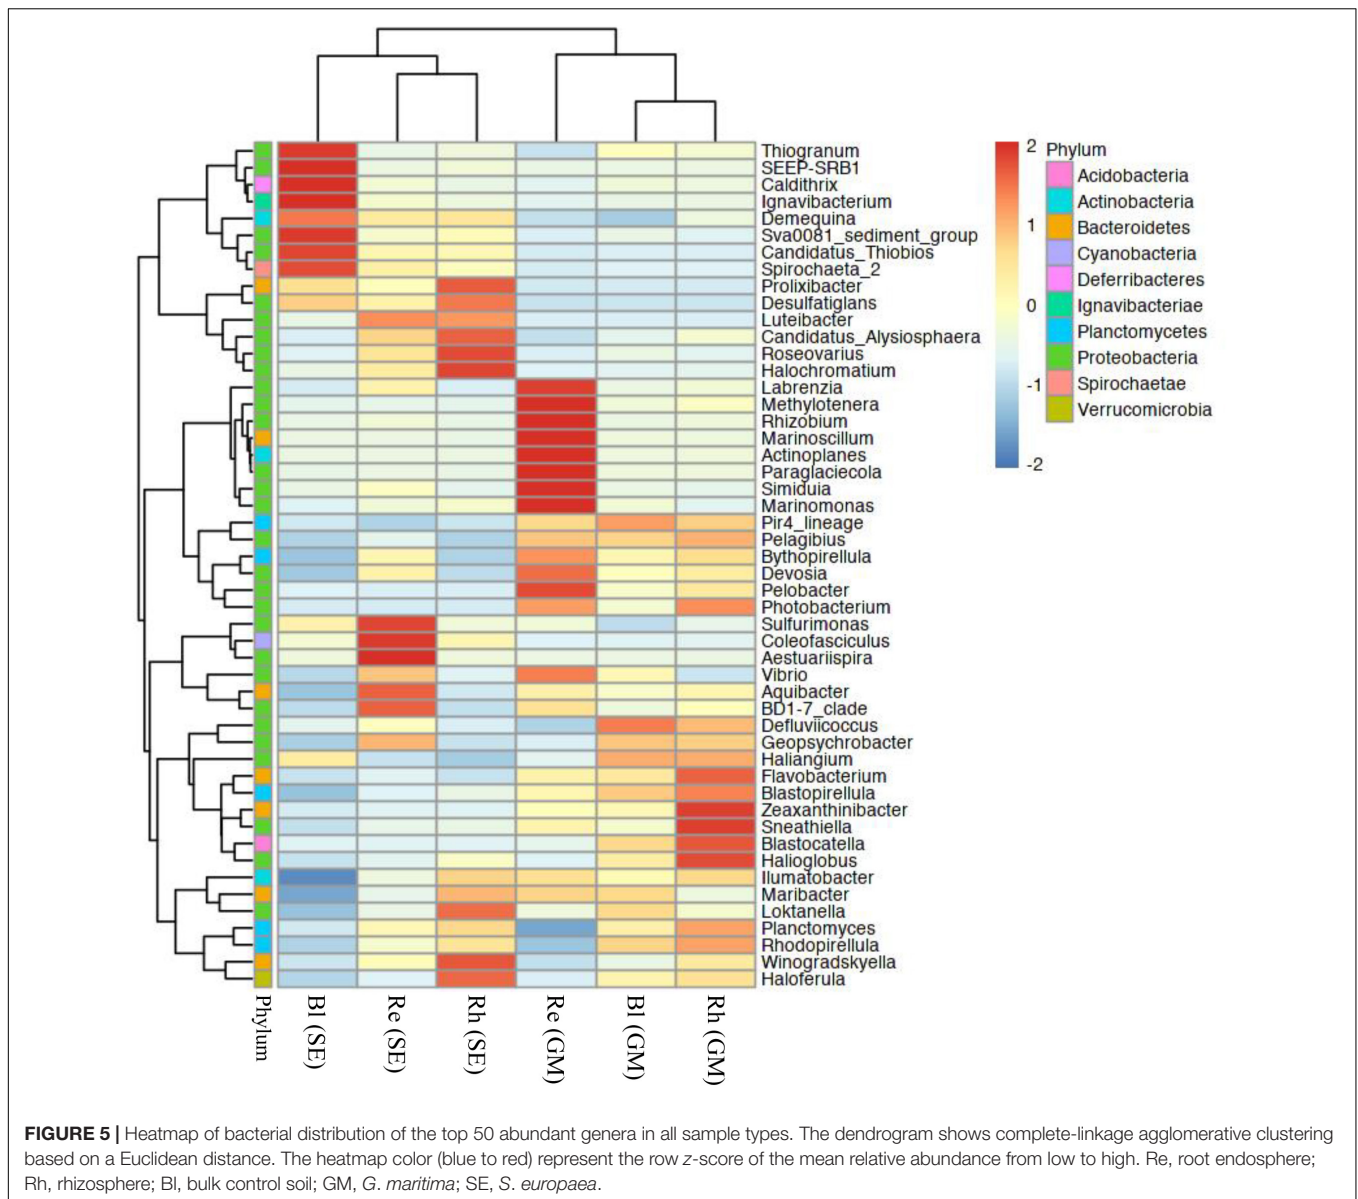 Thiogranum
SEEP-SRB1
Caldithrix
Ignavibacterium
Demequina
Sva0081_sediment_group
Candidatus_Thiobios
Spirochaeta_2
Prolixibacter
Desulfatiglans
Luteibacter
Candidatus_Alysiosphaera
Roseovarius
Halochromatium
Labrenzia
Methylotenera
Rhizobium
Marinoscillum
Actinoplanes
Paraglaciecola
Simiduia
Marinomonas
Pir4_lineage
Pelagibius
Bythopirellula
Devosia
Pelobacter
Photobacterium
Sulfurimonas
Coleofasciculus
Aestuariispira
Vibrio
Aquibacter
BD1-7_clade
Defluviicoccus
Geopsychrobacter
Haliangium
Flavobacterium
Blastopirellula
Zeaxanthinibacter
Sneathiella
Blastocatella
Halioglobus
Ilumatobacter
Maribacter
Loktanella
Planctomyces
Rhodopirellula
Winogradskyella
Haloferula
2
1
0
-1
-2
Phylum
Acidobacteria
Actinobacteria
Bacteroidetes
Cyanobacteria
Deferribacteres
Ignavibacteriae
Planctomycetes
Proteobacteria
Spirochaetae
Verrucomicrobia
Phylum
Bl (SE)
Re (SE)
Rh (SE)
Re (GM)
Bl (GM)
Rh (GM)
FIGURE 5 | Heatmap of bacterial distribution of the top 50 abundant genera in all sample types. The dendrogram shows complete-linkage agglomerative clustering
based on a Euclidean distance. The heatmap color (blue to red) represent the row z-score of the mean relative abundance from low to high. Re, root endosphere;
Rh, rhizosphere; Bl, bulk control soil; GM, G. maritima; SE, S. europaea.